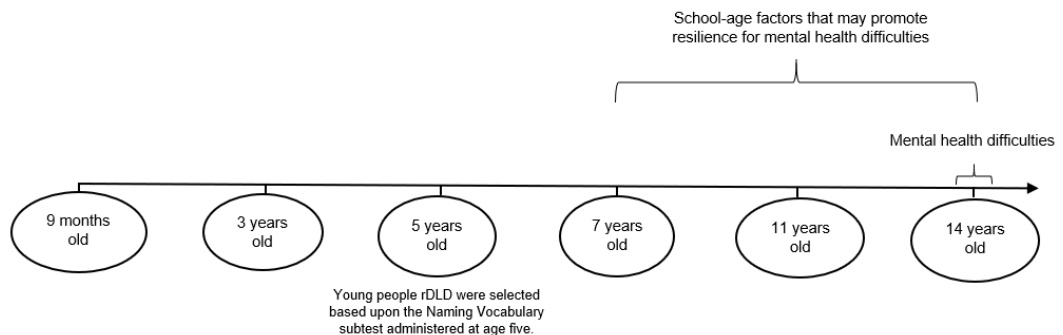 School-age factors that may promote
resilience for mental health difficulties
Mental health difficulties
9 months
old
3 years
old
5 years
old
7 years
old
11 years
old
14 years
old
Young people rDLD were selected
based upon the Naming Vocabulary
subtest administered at age five.